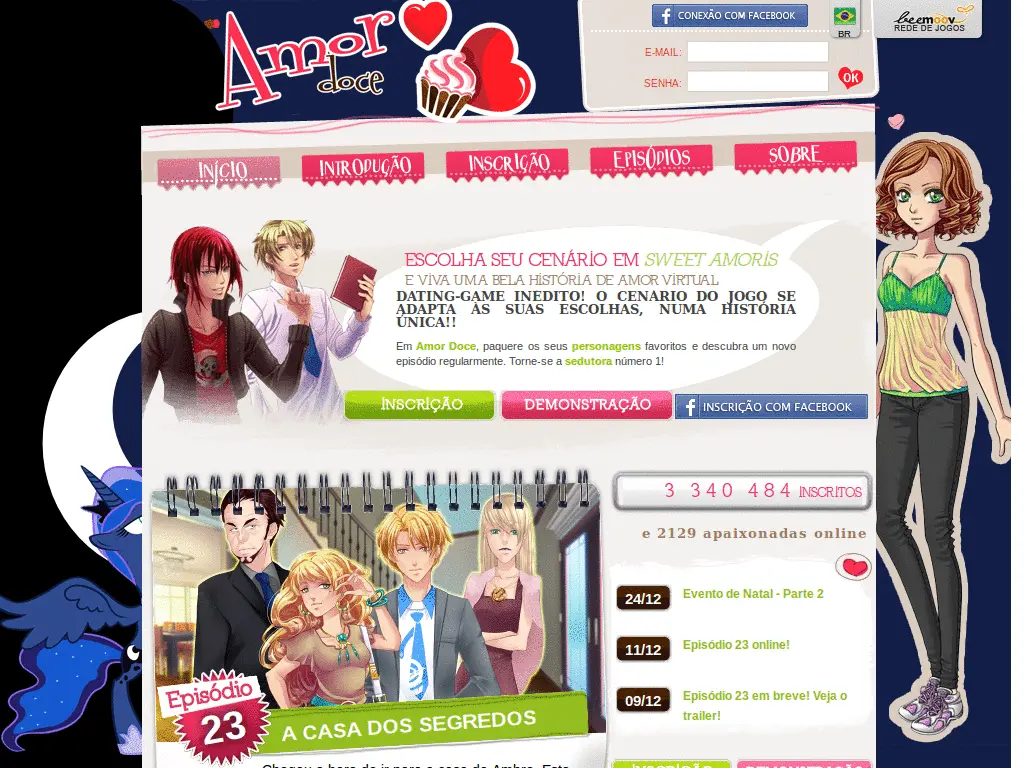 Amor
doce
CONEXÃO COM FACEBOOK
BR
beemoov
REDE DE JOGOS
E-MAIL:
SENHA:
OK
INÍCIO
INTRODUÇÃO
INSCRIÇÃO
EPISÓDIOS
SOBRE
ESCOLHA SEU CENÁRIO EM SWEET AMORIS
E VIVA UMA BELA HISTÓRIA DE AMOR VIRTUAL
DATING-GAME INEDITO! O CENARIO DO JOGO SE
ADAPTA ÀS SUAS ESCOLHAS, NUMA HISTÓRIA
ÚNICA!!
Em Amor Doce, paquere os seus personagens favoritos e descubra um novo
episódio regularmente. Torne-se a sedutora número 1!
INSCRIÇÃO
DEMONSTRAÇÃO
INSCRIÇÃO COM FACEBOOK
3 340 484 INSCRITOS
e 2129 apaixonadas online
24/12 Evento de Natal - Parte 2
11/12 Episódio 23 online!
09/12 Episódio 23 em breve! Veja o
trailer!
Episódio
23
A CASA DOS SEGREDOS
Chegou a hora de ir para a casa da Ambre. Esta
INSCRIÇÃO
DEMONSTRAÇÃO